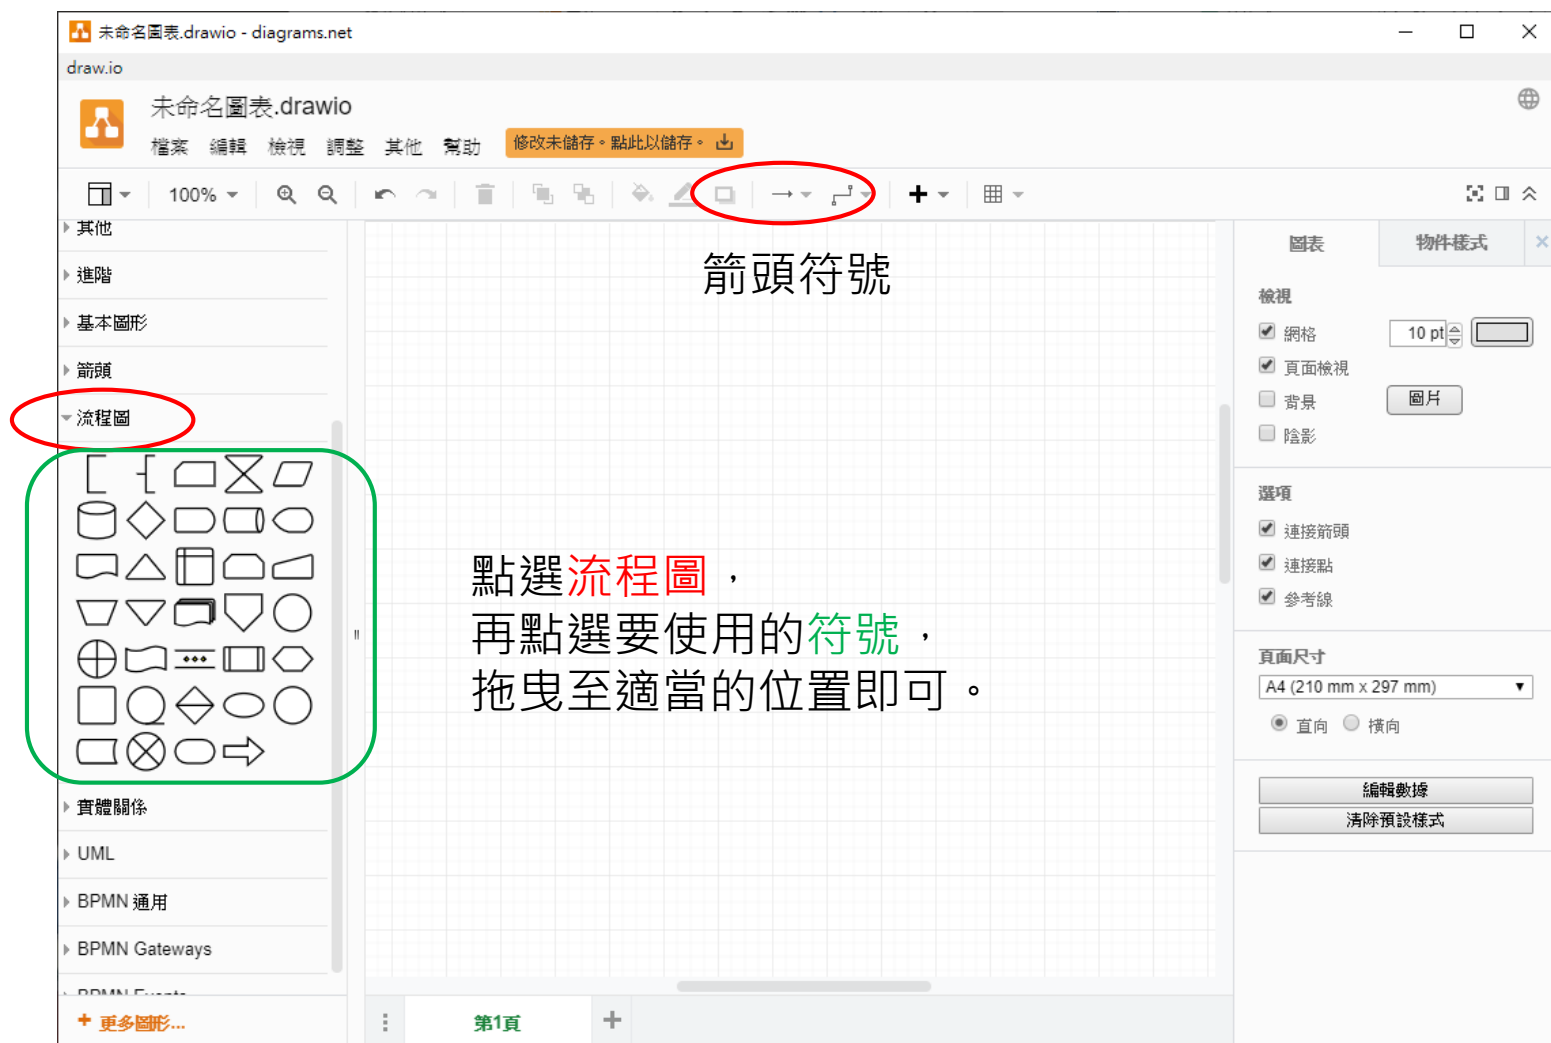 未命名圖表.drawio - diagrams.net
draw.io
未命名圖表.drawio
檔案 編輯 檢視 調整 其他 幫助 修改未儲存。點此以儲存。
100%
其他
進階
基本圖形
箭頭
流程圖
實體關係
UML
BPMN 通用
BPMN Gateways
BPMN Events
+ 更多圖形...
箭頭符號
點選流程圖，
再點選要使用的符號，
拖曳至適當的位置即可。
第1頁
圖表 物件樣式
檢視
網格 10 pt
頁面檢視
背景 圖片
陰影
選項
連接箭頭
連接點
參考線
頁面尺寸
A4 (210 mm x 297 mm)
直向 橫向
編輯數據
清除預設樣式